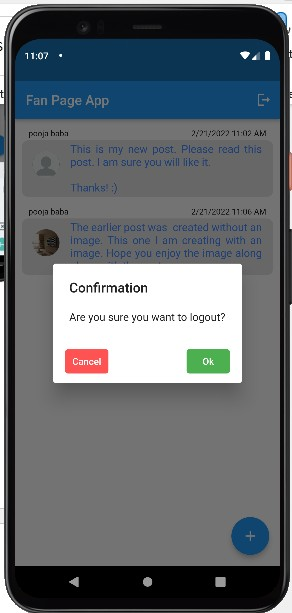 11:07
Fan Page App
pooja baba 2/21/2022 11:02 AM
This is my new post. Please read this
post. I am sure you will like it.
Thanks! :)
pooja baba 2/21/2022 11:06 AM
The earlier post was created without an
image. This one I am creating with an
image. Hope you enjoy the image along
Confirmation
Are you sure you want to logout?
Cancel Ok
+